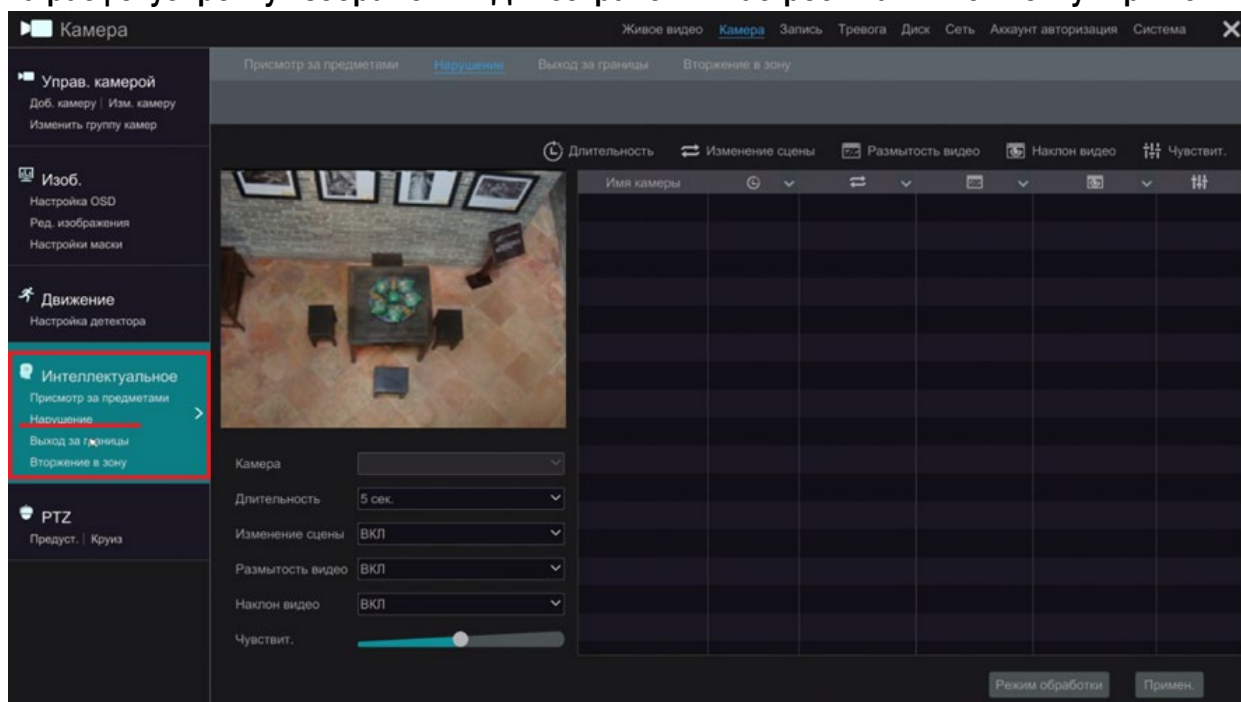 Камера
Живое видео Камера Запись Тревога Диск Сеть Аккаунт авторизация Система
Присмотр за предметами Нарушение Выход за границы Вторжение в зону
Управ. камерой
Доб. камеру | Изм. камеру
Изменить группу камер
Изоб.
Настройка OSD
Ред. изображения
Настройки маски
Движение
Настройка детектора
Интеллектуальное
Присмотр за предметами
Нарушение
Выход за границы
Вторжение в зону
PTZ
Предуст. | Круиз
Длительность Изменение сцены Размытость видео Наклон видео Чувствит.
Имя камеры
Камера
Длительность 5 сек.
Изменение сцены ВКЛ
Размытость видео ВКЛ
Наклон видео ВКЛ
Чувствит.
Режим обработки Примен.